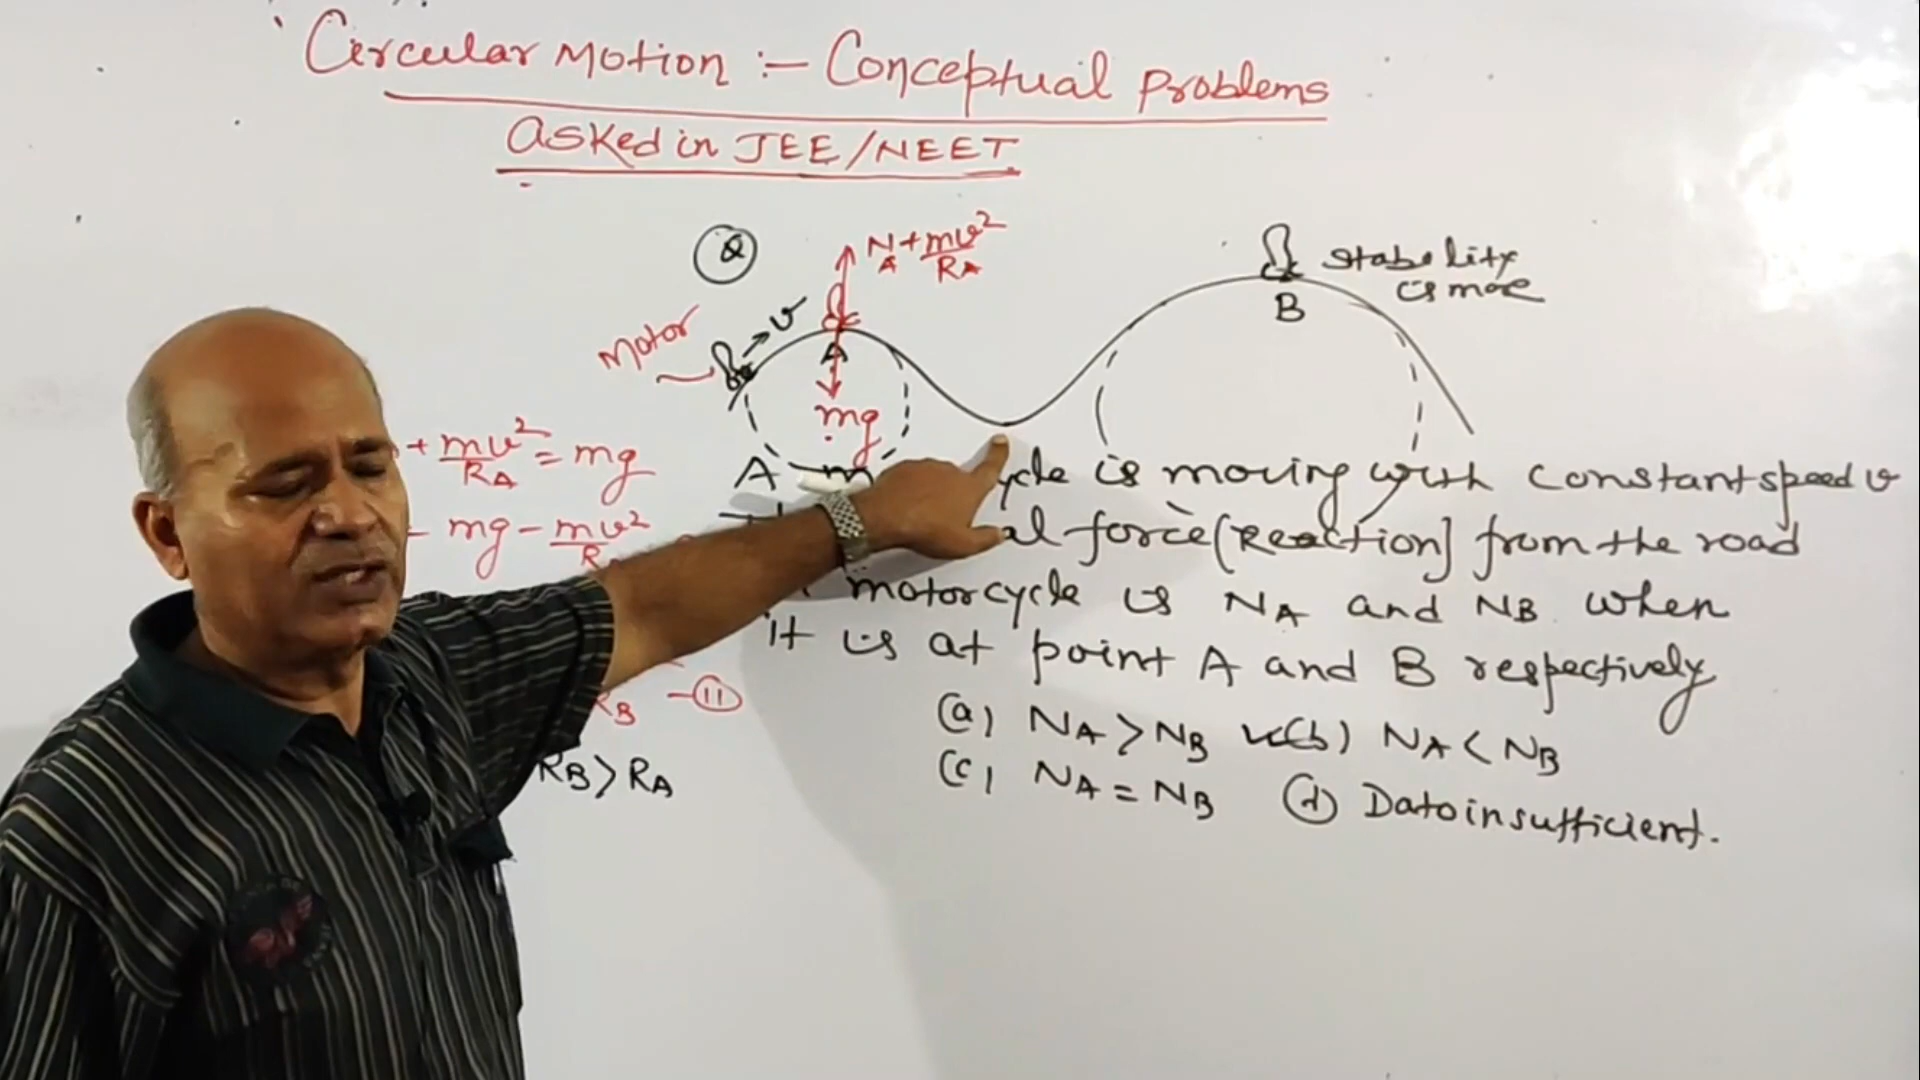 Circular Motion :- Conceptual Problems
asked in JEE/NEET
Q
N_A + mv²/R_A
Motor
v
A
mg
B
stability
is more
+ mv²/R_A = mg
mg - mv²
R_B -(11)
R_B > R_A
A m ycle is moving with constant speed v
al force [Reaction] from the road
motorcycle is N_A and N_B when
it is at point A and B respectively
(a) N_A > N_B ✓(b) N_A < N_B
(c) N_A = N_B (d) Data insufficient.